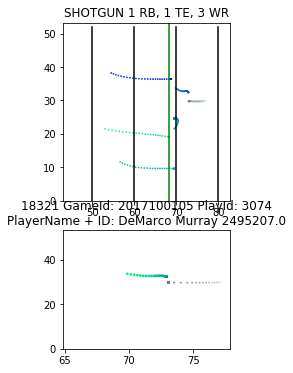 SHOTGUN 1 RB, 1 TE, 3 WR
50
40
30
20
10
0
50 60 70 80
18321 GameId: 2017100105 PlayId: 3074
PlayerName + ID: DeMarco Murray 2495207.0
40
20
0
65 70 75